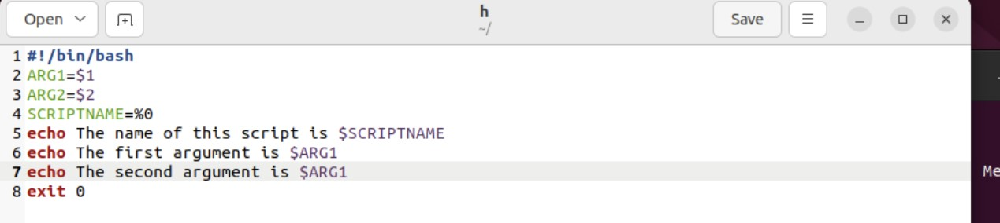 Open
h
~/
Save
1 #!/bin/bash
2 ARG1=$1
3 ARG2=$2
4 SCRIPTNAME=%0
5 echo The name of this script is $SCRIPTNAME
6 echo The first argument is $ARG1
7 echo The second argument is $ARG1
8 exit 0
Me